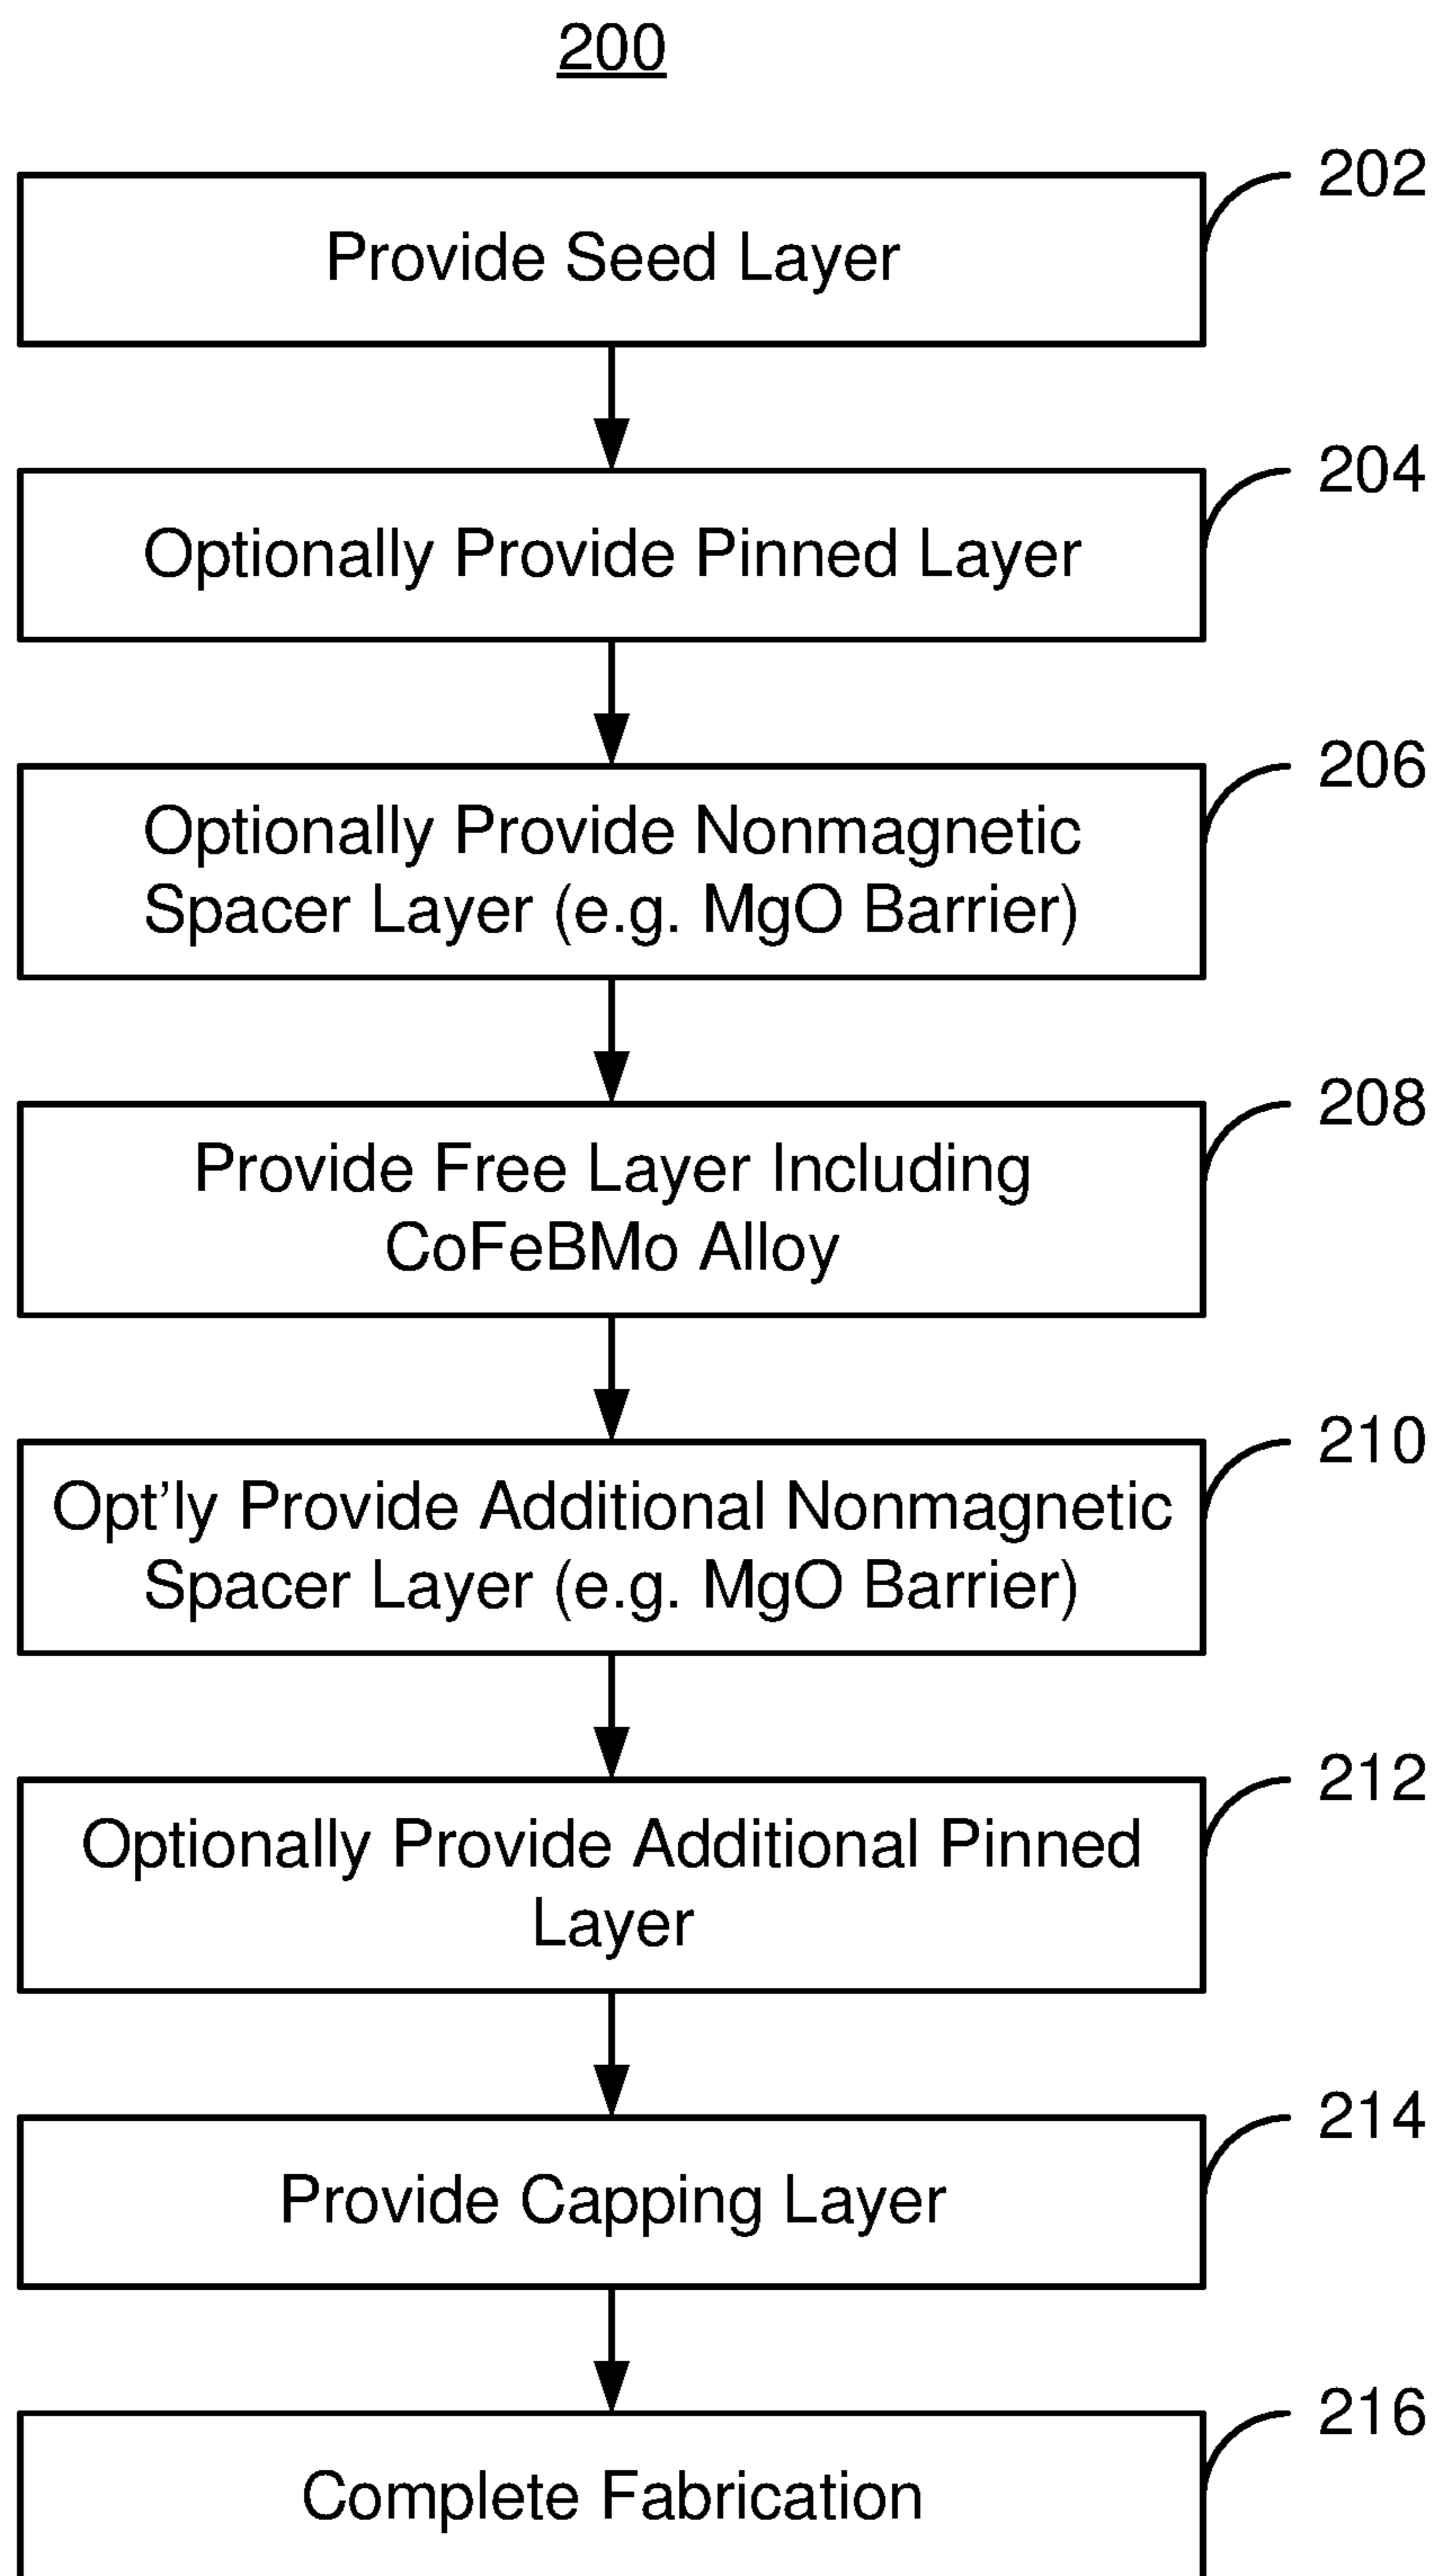 200
202
Provide Seed Layer
204
Optionally Provide Pinned Layer
206
Optionally Provide Nonmagnetic
Spacer Layer (e.g. MgO Barrier)
208
Provide Free Layer Including
CoFeBMo Alloy
210
Opt'ly Provide Additional Nonmagnetic
Spacer Layer (e.g. MgO Barrier)
212
Optionally Provide Additional Pinned
Layer
214
Provide Capping Layer
216
Complete Fabrication